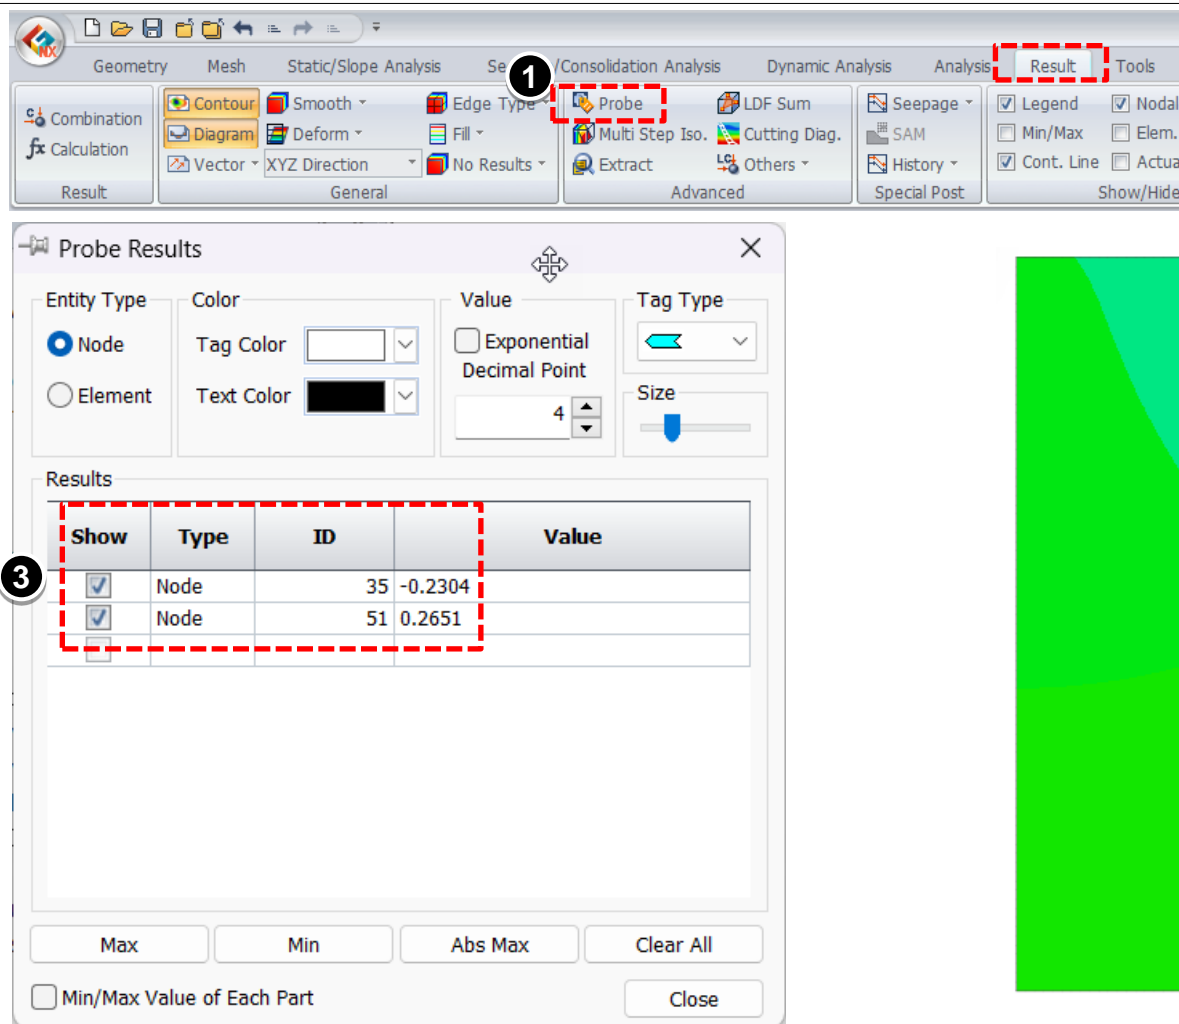 NX
Geometry Mesh Static/Slope Analysis Se /Consolidation Analysis Dynamic Analysis Analysis Result Tools
1
Combination Contour Smooth Edge Type Probe LDF Sum Seepage Legend Nodal
fx Calculation Diagram Deform Fill Multi Step Iso. Cutting Diag. SAM Min/Max Elem.
Vector XYZ Direction No Results Extract Others History Cont. Line Actua
Result General Advanced Special Post Show/Hide
Probe Results
Entity Type Color Value Tag Type
Node Tag Color Exponential
Decimal Point
Element Text Color 4 Size
Results
Show Type ID Value
3
Node 35 -0.2304
Node 51 0.2651
Max Min Abs Max Clear All
Min/Max Value of Each Part Close